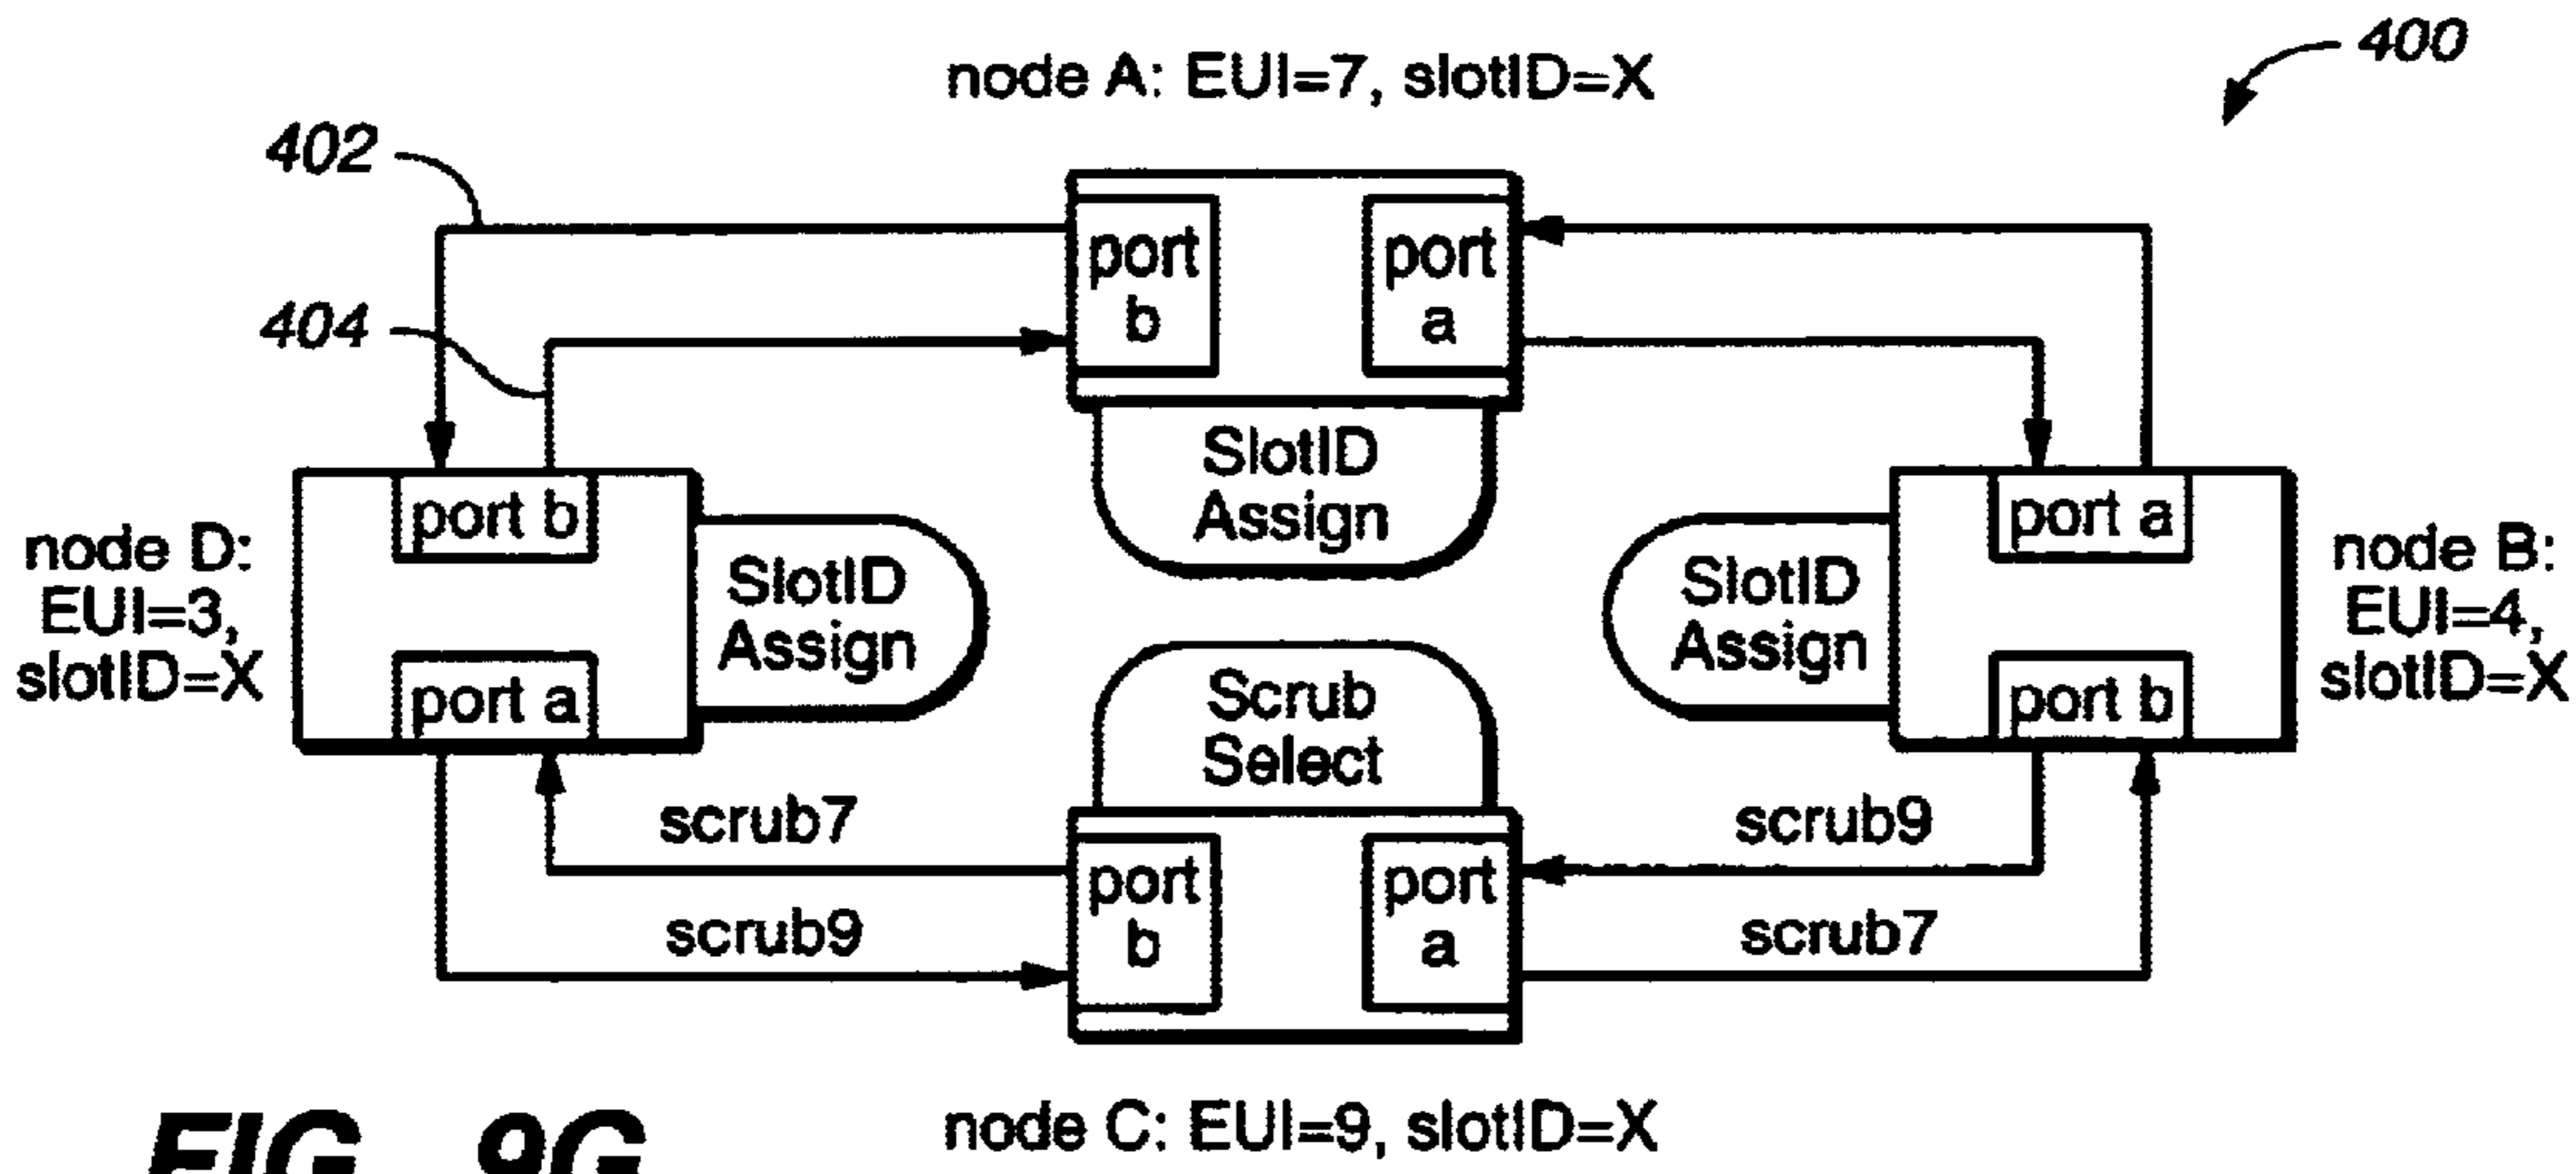 400
node A: EUI=7, slotID=X
402
port
b
port
a
404
SlotID
Assign
node D:
EUI=3,
slotID=X
port b
port a
SlotID
Assign
SlotID
Assign
port a
port b
node B:
EUI=4,
slotID=X
Scrub
Select
scrub7
scrub9
port
b
port
a
scrub9
scrub7
node C: EUI=9, slotID=X
FIG._9G